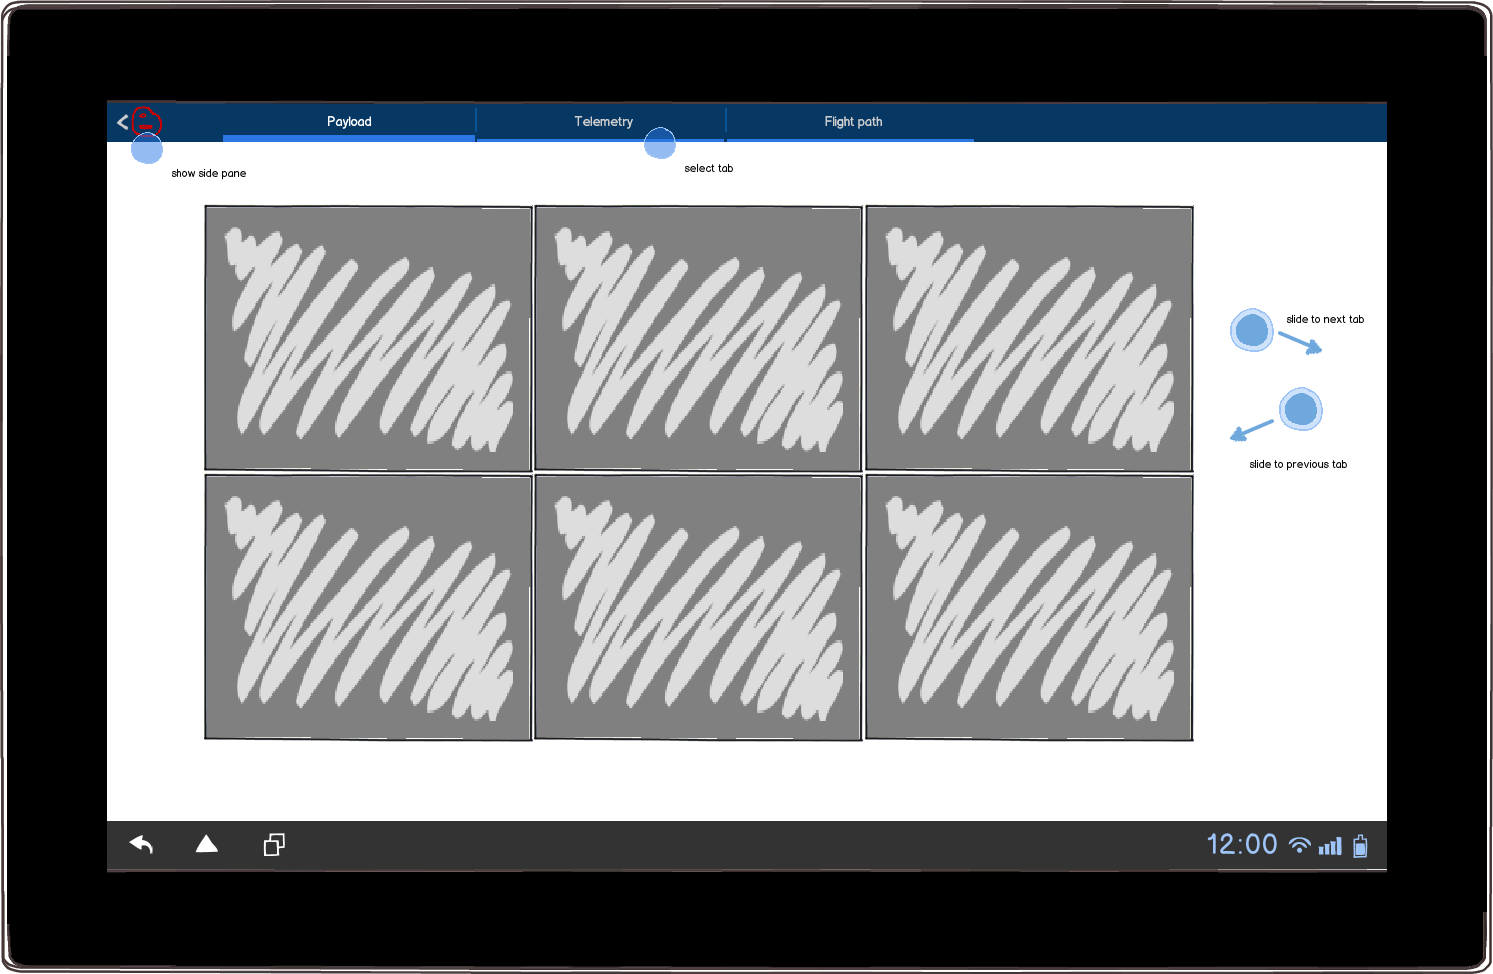 Payload
Telemetry
Flight path
show side pane
select tab
slide to next tab
slide to previous tab
12:00